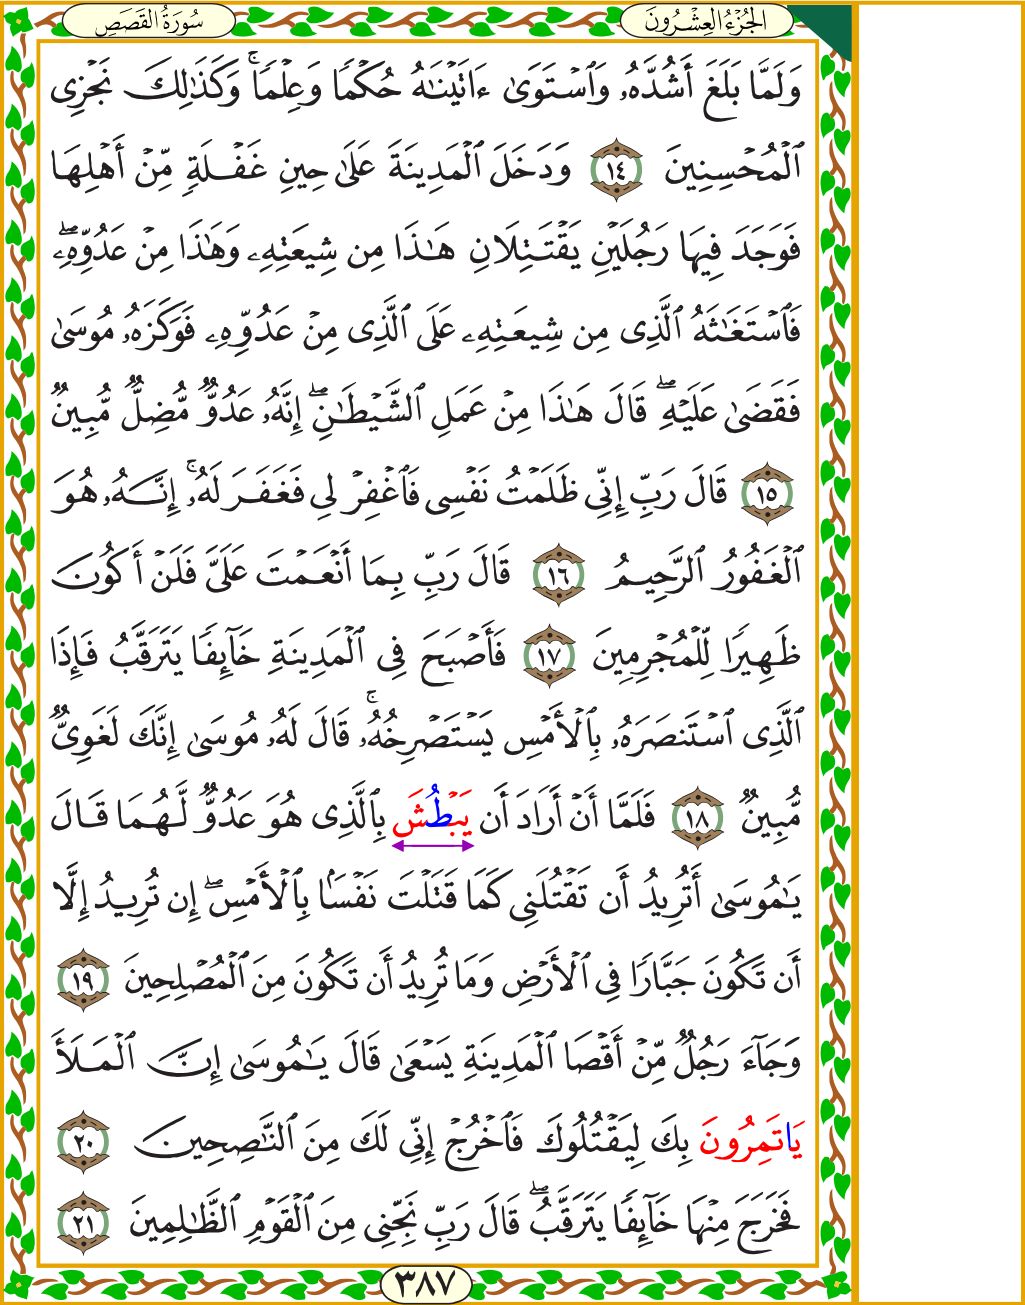 الجُزْءُ العِشْرُونَ
سُورَةُ القَصَصِ
وَلَمَّا بَلَغَ أَشُدَّهُۥ وَٱسْتَوَىٰٓ ءَاتَيْنَٰهُ حُكْمًا وَعِلْمًاۚ وَكَذَٰلِكَ نَجْزِى
ٱلْمُحْسِنِينَ ١٤ وَدَخَلَ ٱلْمَدِينَةَ عَلَىٰ حِينِ غَفْلَةٍ مِّنْ أَهْلِهَا
فَوَجَدَ فِيهَا رَجُلَيْنِ يَقْتَتِلَانِ هَٰذَا مِن شِيعَتِهِۦ وَهَٰذَا مِنْ عَدُوِّهِۦۖ
فَٱسْتَغَٰثَهُ ٱلَّذِى مِن شِيعَتِهِۦ عَلَى ٱلَّذِى مِنْ عَدُوِّهِۦ فَوَكَزَهُۥ مُوسَىٰ
فَقَضَىٰ عَلَيْهِۖ قَالَ هَٰذَا مِنْ عَمَلِ ٱلشَّيْطَٰنِۖ إِنَّهُۥ عَدُوٌّ مُّضِلٌّ مُّبِينٌ
١٥ قَالَ رَبِّ إِنِّى ظَلَمْتُ نَفْسِى فَٱغْفِرْ لِى فَغَفَرَ لَهُۥۚ إِنَّهُۥ هُوَ
ٱلْغَفُورُ ٱلرَّحِيمُ ١٦ قَالَ رَبِّ بِمَا أَنْعَمْتَ عَلَىَّ فَلَنْ أَكُونَ
ظَهِيرًا لِّلْمُجْرِمِينَ ١٧ فَأَصْبَحَ فِى ٱلْمَدِينَةِ خَآئِفًا يَتَرَقَّبُ فَإِذَا
ٱلَّذِى ٱسْتَنصَرَهُۥ بِٱلْأَمْسِ يَسْتَصْرِخُهُۥۚ قَالَ لَهُۥ مُوسَىٰ إِنَّكَ لَغَوِىٌّ
مُّبِينٌ ١٨ فَلَمَّا أَنْ أَرَادَ أَن يَبْطُشَ بِٱلَّذِى هُوَ عَدُوٌّ لَّهُمَا قَالَ
يَٰمُوسَىٰ أَتُرِيدُ أَن تَقْتُلَنِى كَمَا قَتَلْتَ نَفْسًا بِٱلْأَمْسِۖ إِن تُرِيدُ إِلَّا
أَن تَكُونَ جَبَّارًا فِى ٱلْأَرْضِ وَمَا تُرِيدُ أَن تَكُونَ مِنَ ٱلْمُصْلِحِينَ ١٩
وَجَآءَ رَجُلٌ مِّنْ أَقْصَا ٱلْمَدِينَةِ يَسْعَىٰ قَالَ يَٰمُوسَىٰ إِنَّ ٱلْمَلَأَ
يَاتَمِرُونَ بِكَ لِيَقْتُلُوكَ فَٱخْرُجْ إِنِّى لَكَ مِنَ ٱلنَّٰصِحِينَ ٢٠
فَخَرَجَ مِنْهَا خَآئِفًا يَتَرَقَّبُۖ قَالَ رَبِّ نَجِّنِى مِنَ ٱلْقَوْمِ ٱلظَّٰلِمِينَ ٢١
٣٨٧